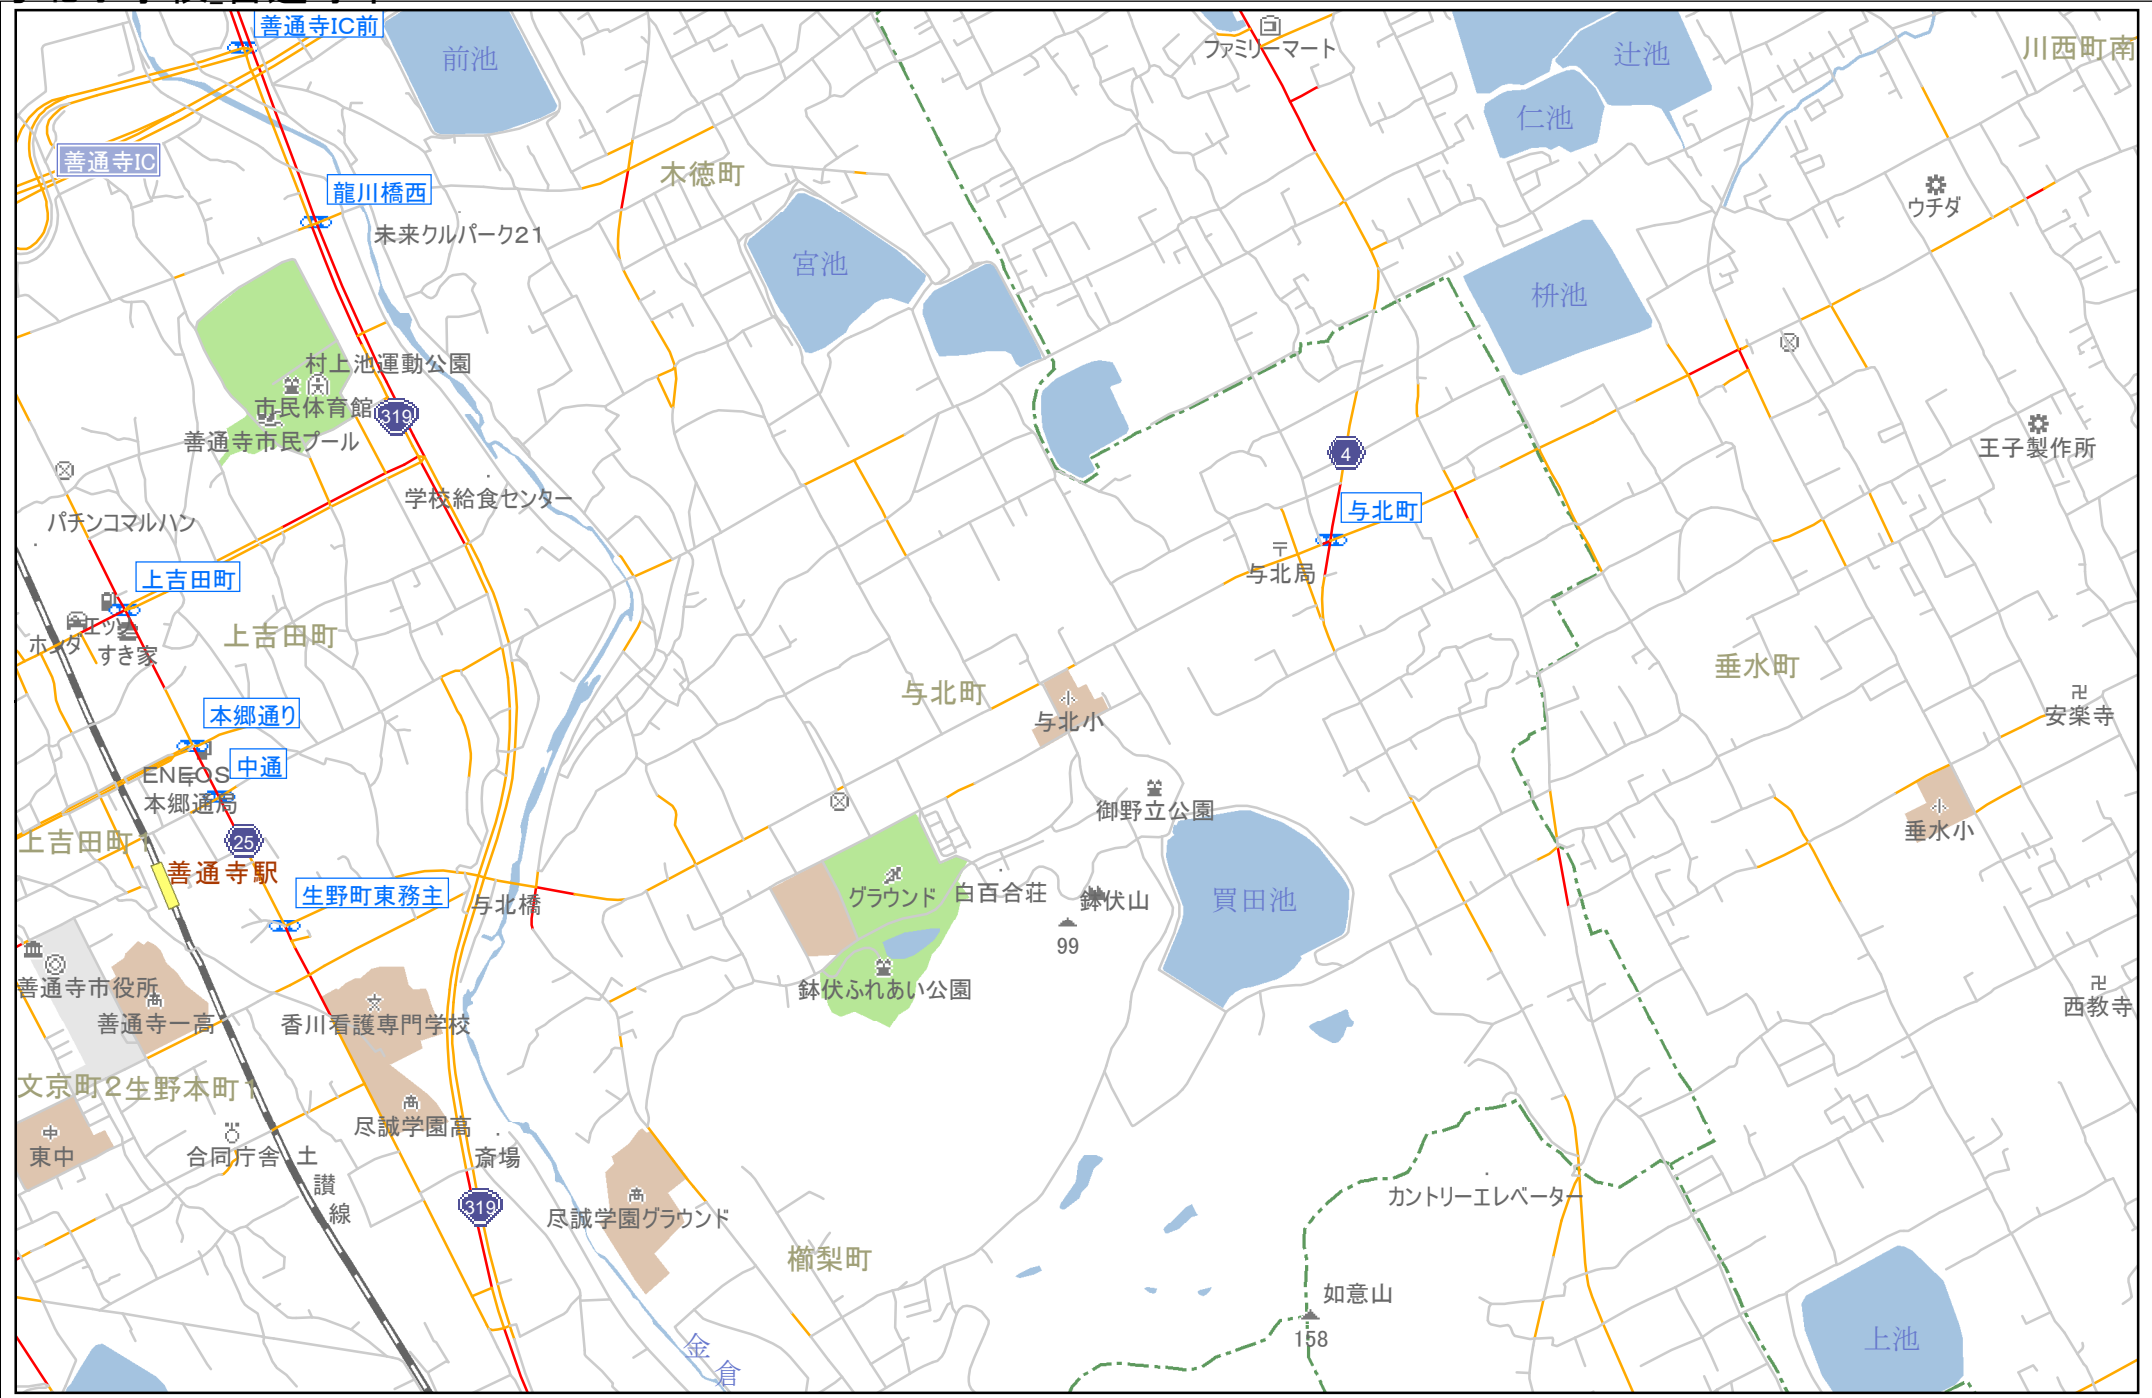 善通寺IC前
前池
ファミリーマート
辻池
川西町南
仁池
善通寺IC
木徳町
龍川橋西
未来クルパーク21
ウチダ
宮池
枡池
村上池運動公園
市民体育館
319
善通寺市民プール
王子製作所
4
学校給食センター
与北町
パチンコマルハン
与北局
上吉田町
エッソ
上吉田町
ホンダ
すき家
垂水町
与北町
与北小
安楽寺
本郷通り
中通
ENEOS
本郷通局
御野立公園
垂水小
上吉田町1
25
善通寺駅
生野町東務主
与北橋
グラウンド
白百合荘
鉢伏山
99
買田池
善通寺市役所
鉢伏ふれあい公園
西教寺
善通寺一高
香川看護専門学校
文京町2
生野本町1
尽誠学園高
東中
合同庁舎
土
讃
線
斎場
319
尽誠学園グラウンド
カントリーエレベーター
櫛梨町
如意山
158
上池
金
倉